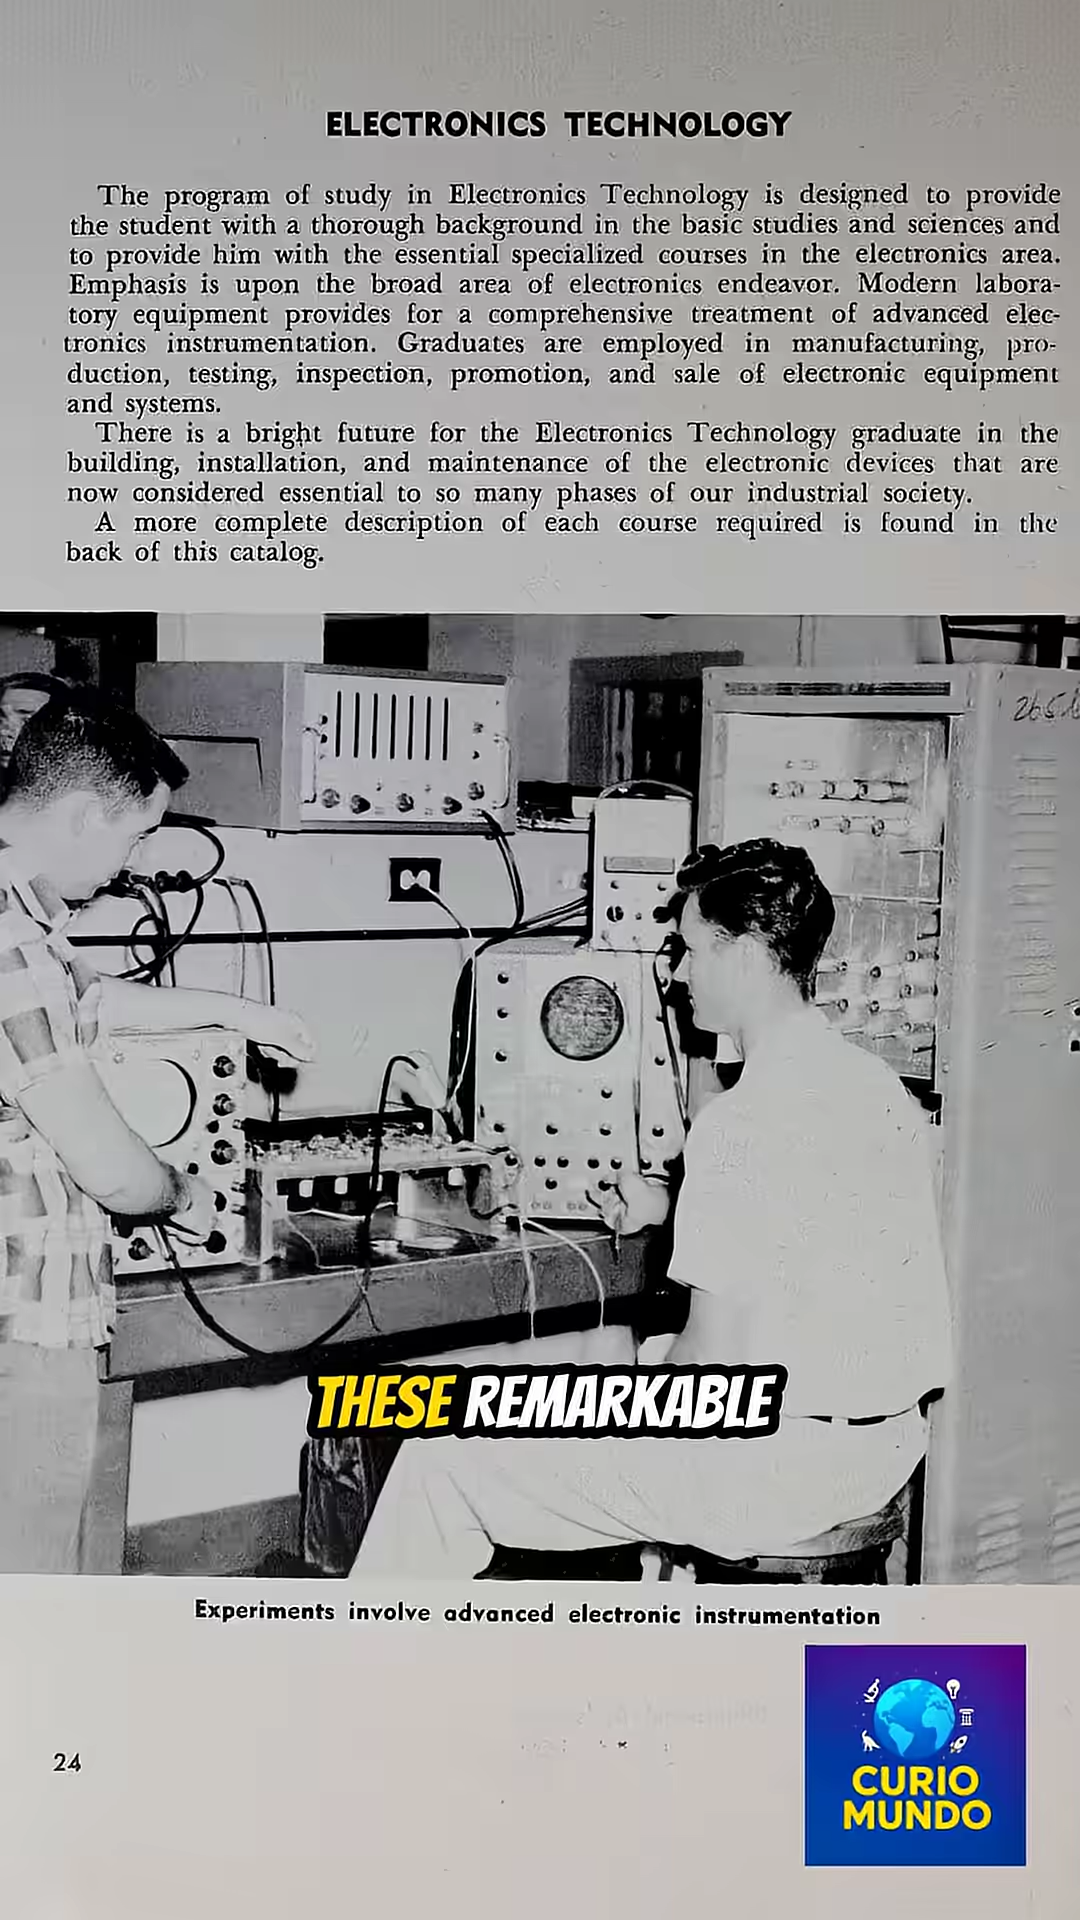 ELECTRONICS TECHNOLOGY
The program of study in Electronics Technology is designed to provide
the student with a thorough background in the basic studies and sciences and
to provide him with the essential specialized courses in the electronics area.
Emphasis is upon the broad area of electronics endeavor. Modern labora-
tory equipment provides for a comprehensive treatment of advanced elec-
tronics instrumentation. Graduates are employed in manufacturing, pro-
duction, testing, inspection, promotion, and sale of electronic equipment
and systems.
There is a bright future for the Electronics Technology graduate in the
building, installation, and maintenance of the electronic devices that are
now considered essential to so many phases of our industrial society.
A more complete description of each course required is found in the
back of this catalog.
THESE REMARKABLE
Experiments involve advanced electronic instrumentation
24
CURIO
MUNDO